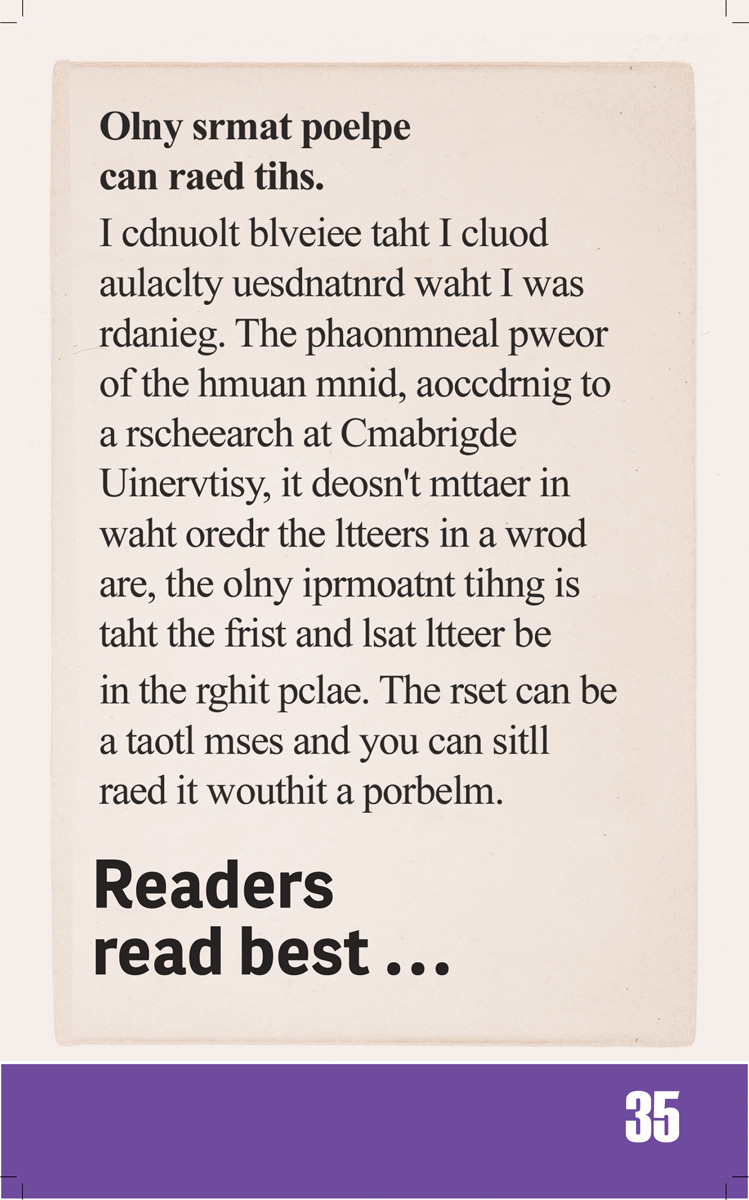 Olny srmat poelpe
can raed tihs.
I cdnuolt blveiee taht I cluod
aulaclty uesdnatnrd waht I was
rdanieg. The phaonmneal pweor
of the hmuan mnid, aoccdrnig to
a rscheearch at Cmabrigde
Uinervtisy, it deosn't mttaer in
waht oredr the ltteers in a wrod
are, the olny iprmoatnt tihng is
taht the frist and lsat ltteer be
in the rghit pclae. The rset can be
a taotl mses and you can sitll
raed it wouthit a porbelm.
Readers
read best ...
35